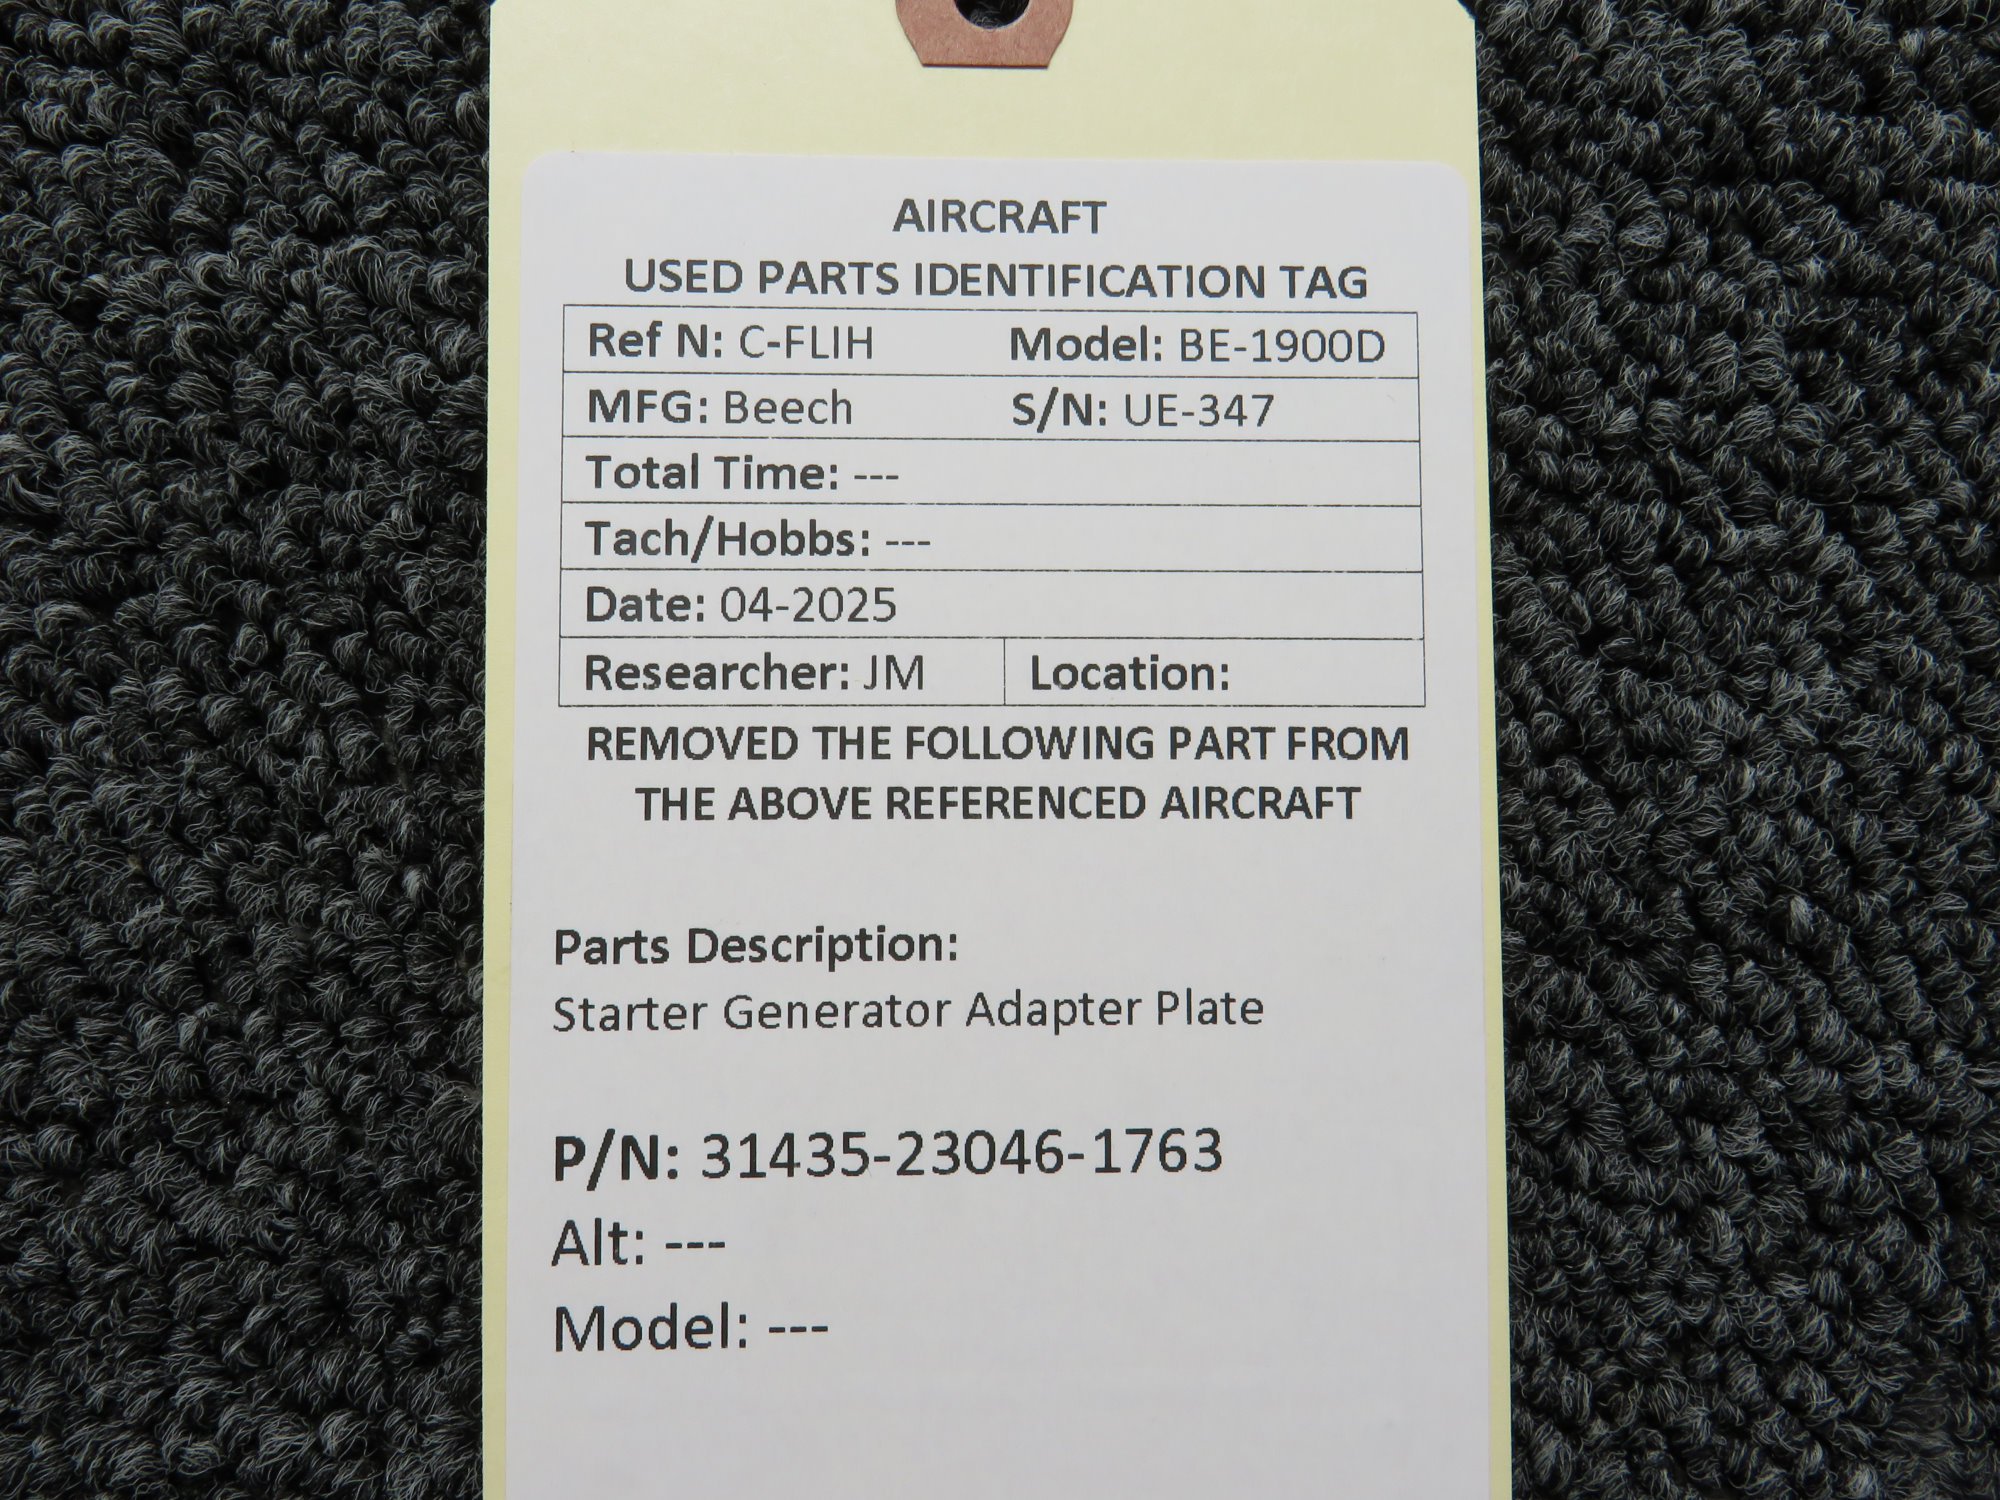 AIRCRAFT
USED PARTS IDENTIFICATION TAG
Ref N: C-FLIH Model: BE-1900D
MFG: Beech S/N: UE-347
Total Time: ---
Tach/Hobbs: ---
Date: 04-2025
Researcher: JM Location:
REMOVED THE FOLLOWING PART FROM
THE ABOVE REFERENCED AIRCRAFT
Parts Description:
Starter Generator Adapter Plate
P/N: 31435-23046-1763
Alt: ---
Model: ---